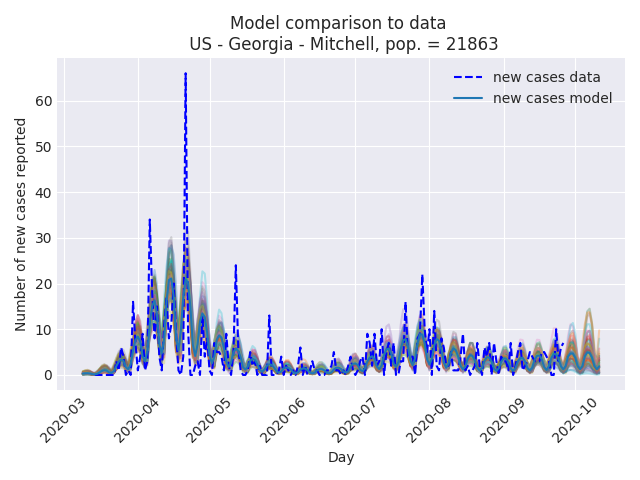 Model comparison to data
US - Georgia - Mitchell, pop. = 21863
new cases data
new cases model
Number of new cases reported
60
50
40
30
20
10
0
2020-03
2020-04
2020-05
2020-06
2020-07
2020-08
2020-09
2020-10
Day